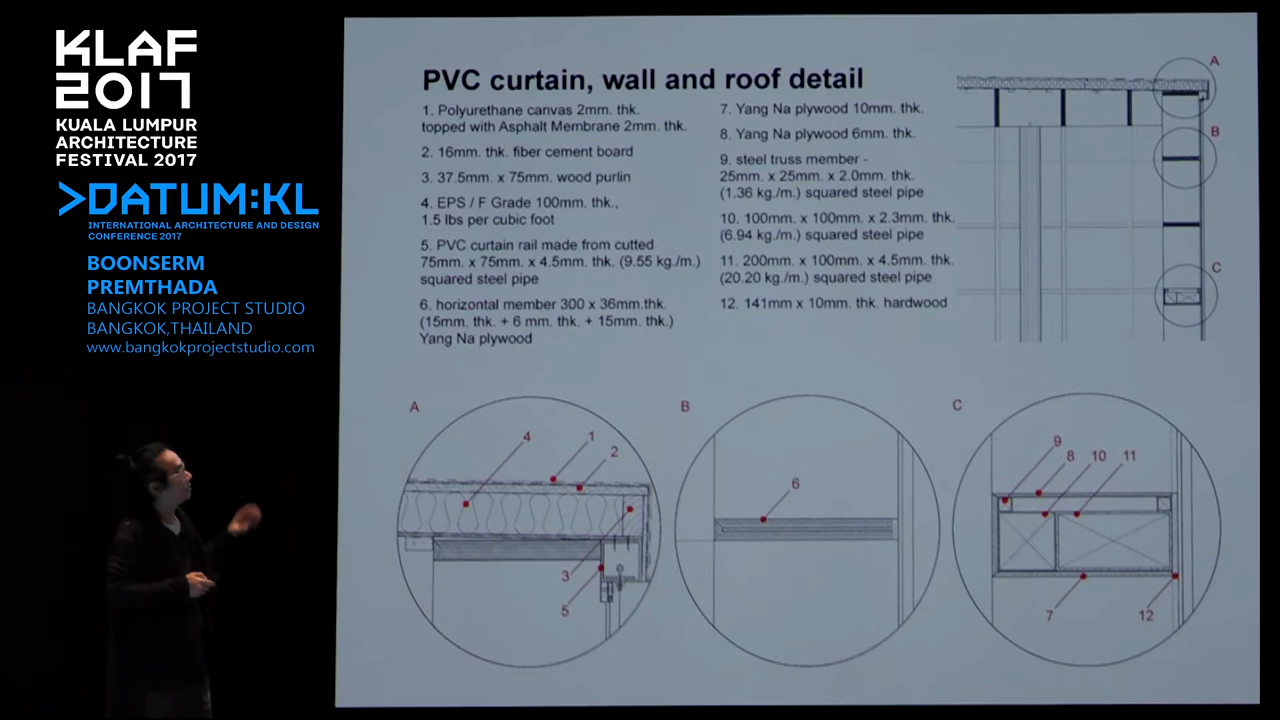 KLAF
2017
KUALA LUMPUR
ARCHITECTURE
FESTIVAL 2017
>DATUM:KL
INTERNATIONAL ARCHITECTURE AND DESIGN
CONFERENCE 2017
BOONSERM
PREMTHADA
BANGKOK PROJECT STUDIO
BANGKOK,THAILAND
www.bangkokprojectstudio.com
PVC curtain, wall and roof detail
1. Polyurethane canvas 2mm. thk.
topped with Asphalt Membrane 2mm. thk.
2. 16mm. thk. fiber cement board
3. 37.5mm. x 75mm. wood purlin
4. EPS / F Grade 100mm. thk.,
1.5 lbs per cubic foot
5. PVC curtain rail made from cutted
75mm. x 75mm. x 4.5mm. thk. (9.55 kg./m.)
squared steel pipe
6. horizontal member 300 x 36mm.thk.
(15mm. thk. + 6 mm. thk. + 15mm. thk.)
Yang Na plywood
7. Yang Na plywood 10mm. thk.
8. Yang Na plywood 6mm. thk.
9. steel truss member -
25mm. x 25mm. x 2.0mm. thk.
(1.36 kg./m.) squared steel pipe
10. 100mm. x 100mm. x 2.3mm. thk.
(6.94 kg./m.) squared steel pipe
11. 200mm. x 100mm. x 4.5mm. thk.
(20.20 kg./m.) squared steel pipe
12. 141mm x 10mm. thk. hardwood
A
B
C
A
4
1
2
3
5
B
6
C
9
8
10
11
7
12